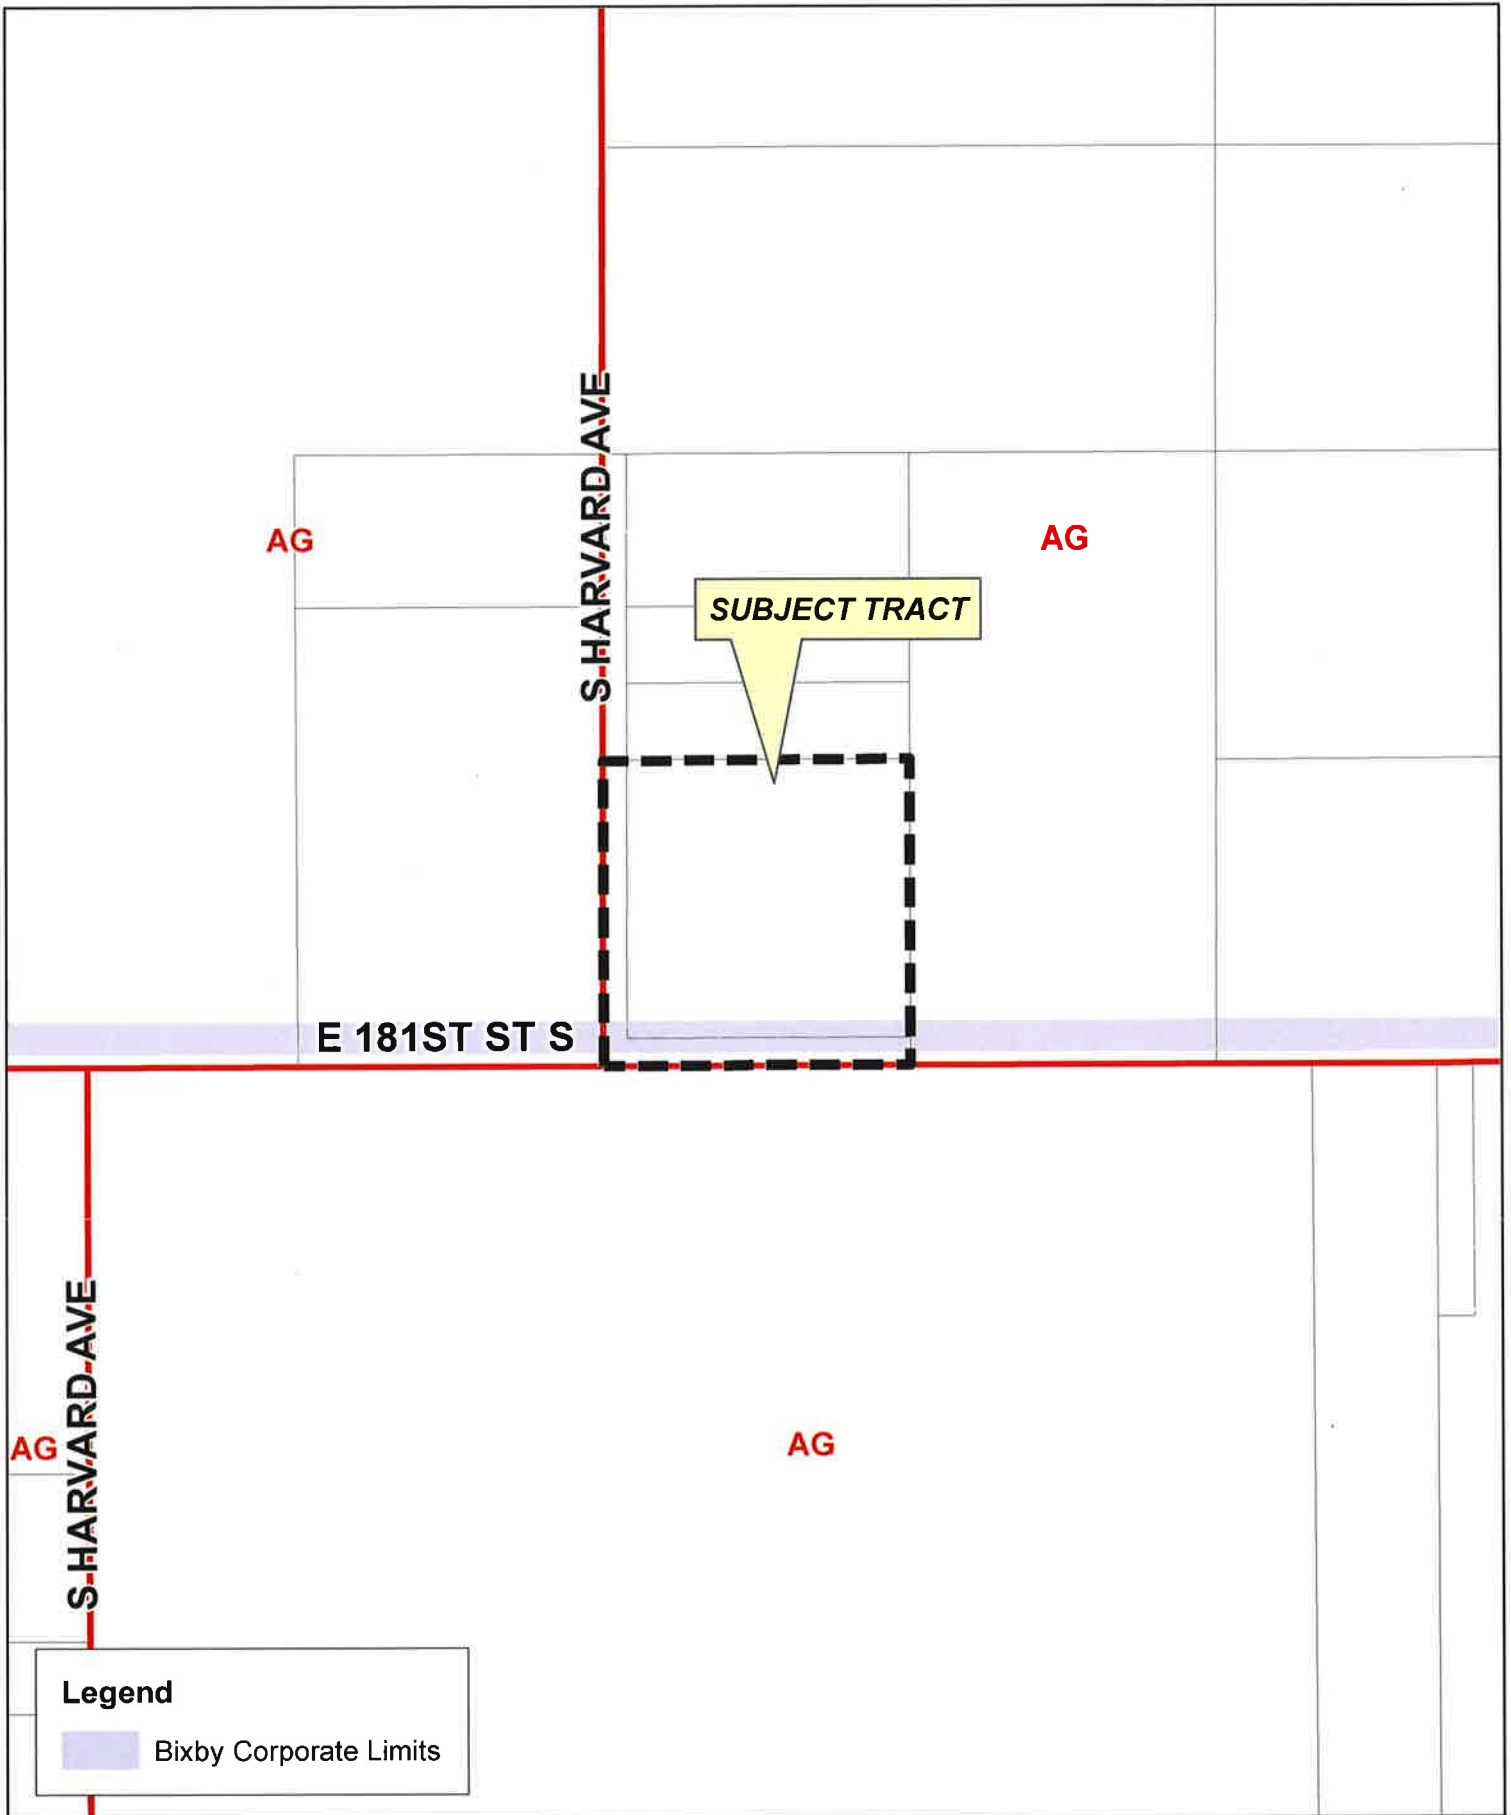 S HARVARD AVE
AG
AG
SUBJECT TRACT
E 181ST ST S
S HARVARD AVE
AG
AG
Legend
Bixby Corporate Limits